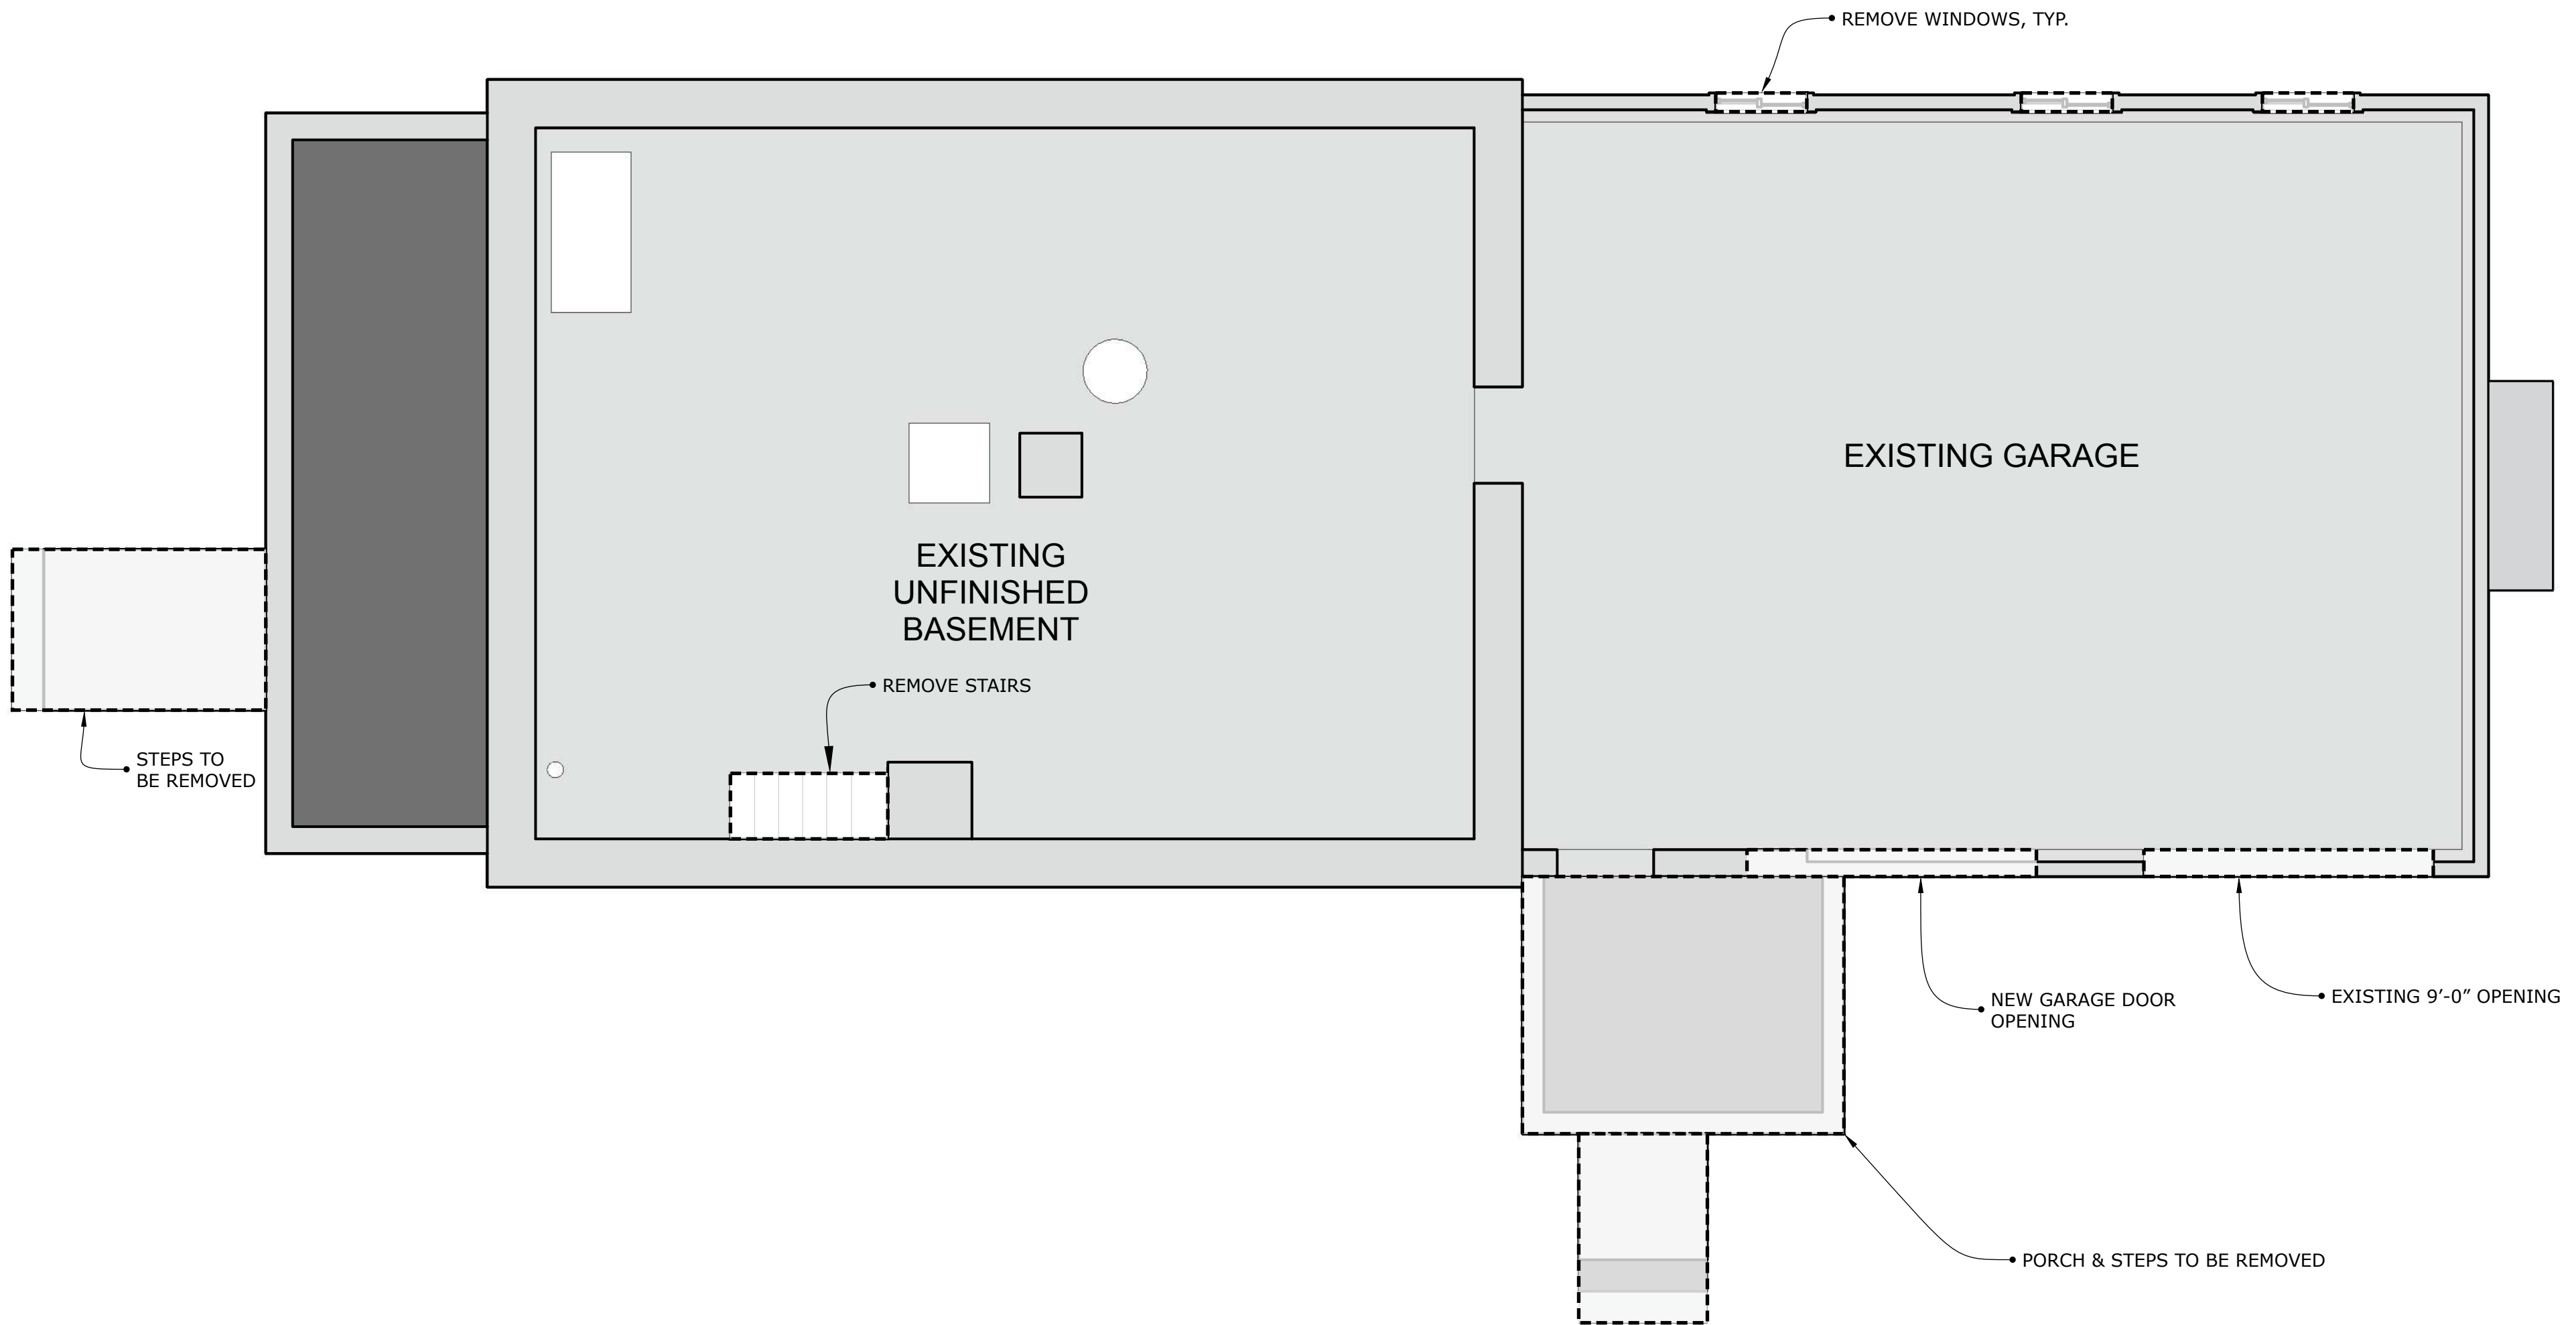 REMOVE WINDOWS, TYP.
EXISTING GARAGE
EXISTING
UNFINISHED
BASEMENT
REMOVE STAIRS
STEPS TO
BE REMOVED
NEW GARAGE DOOR
OPENING
EXISTING 9′-0″ OPENING
PORCH & STEPS TO BE REMOVED